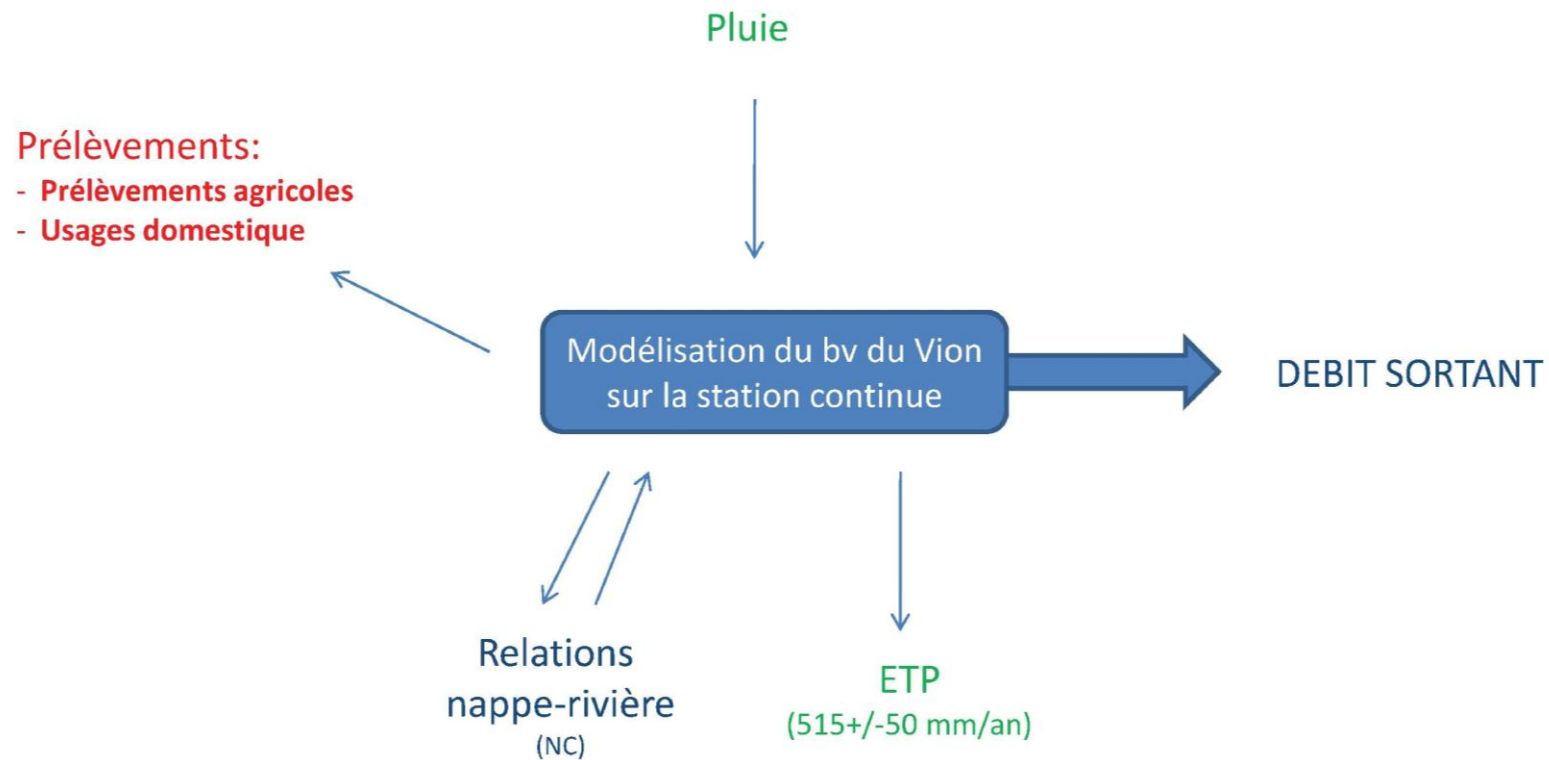 Pluie
Prélèvements:
- Prélèvements agricoles
- Usages domestique
Modélisation du bv du Vion
sur la station continue
DEBIT SORTANT
Relations
nappe-rivière
(NC)
ETP
(515+/-50 mm/an)